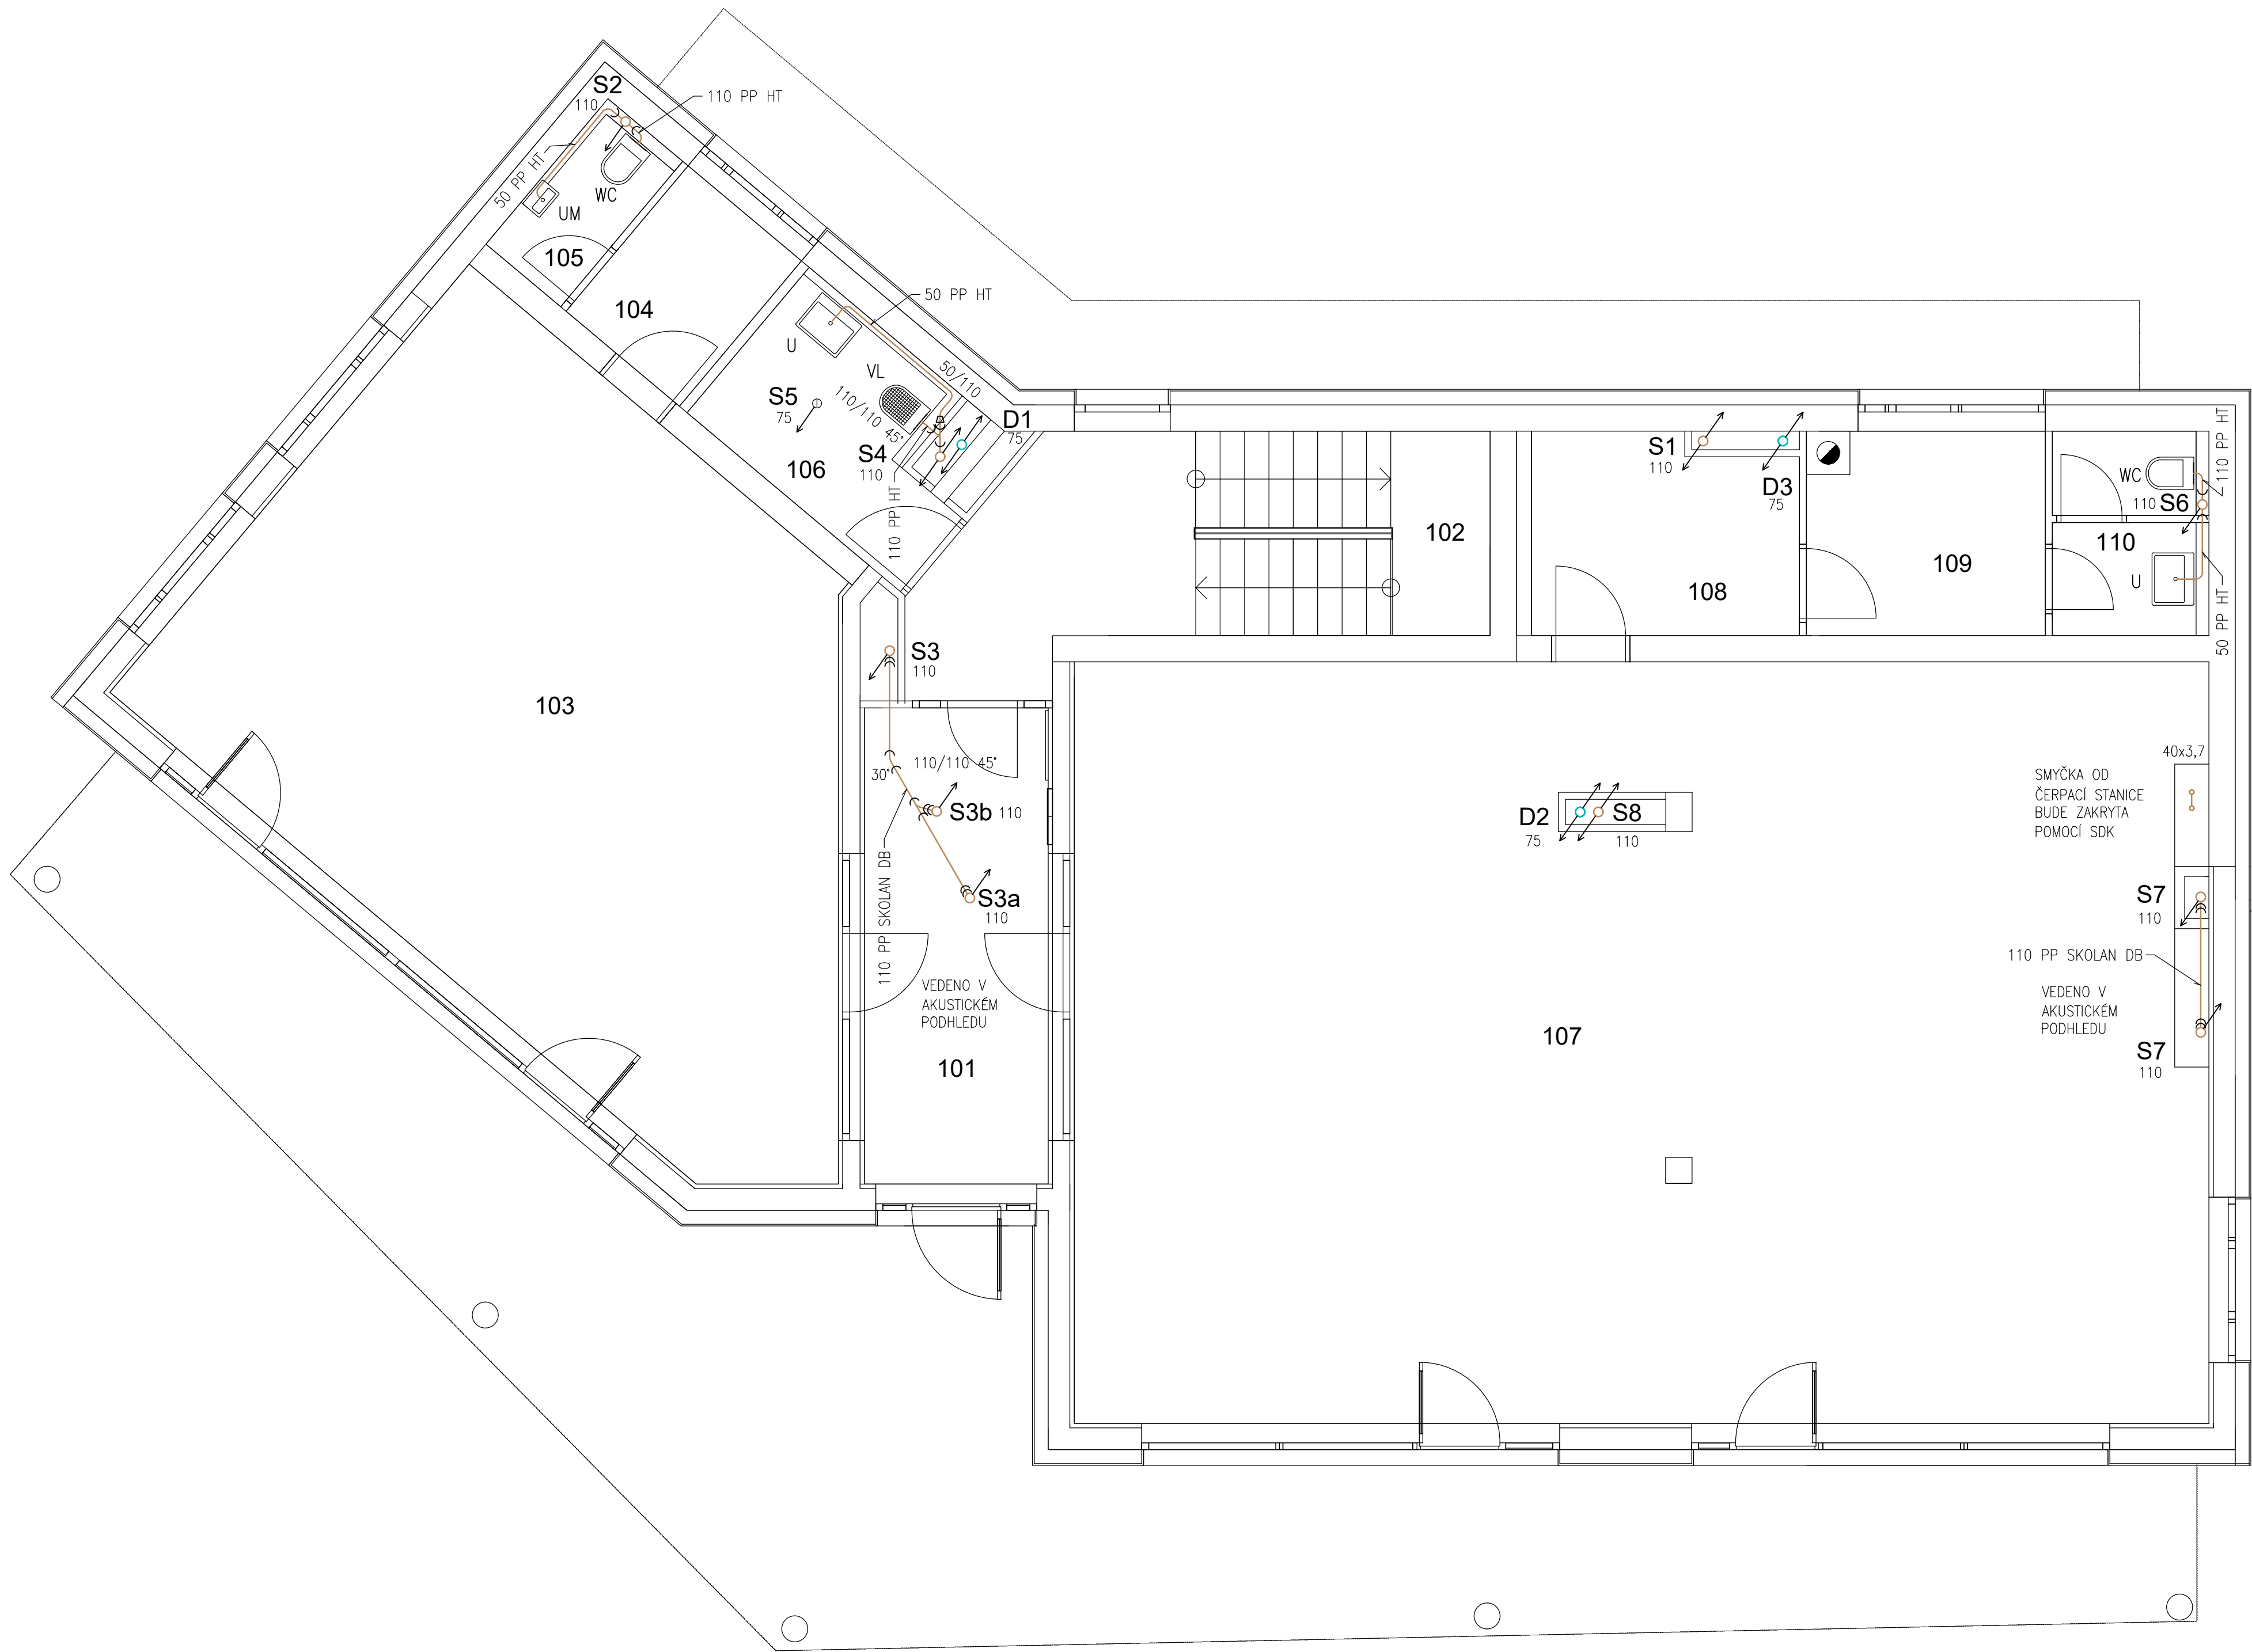 S2
110
110 PP HT
50 PP HT
WC
UM
105
104
50 PP HT
U
VL
50/110
110/110 45°
S5
75
D1
75
S4
110
106
110 PP HT
102
S1
110
D3
75
108
109
WC
110 PP HT
110
S6
110
U
50 PP HT
103
S3
110
110/110 45°
30°
S3b
110
S3a
110
110 PP SKOLAN DB
VEDENO V
AKUSTICKÉM
PODHLEDU
101
D2
75
S8
110
107
40x3,7
SMYČKA OD
ČERPACÍ STANICE
BUDE ZAKRYTA
POMOCÍ SDK
S7
110
110 PP SKOLAN DB
VEDENO V
AKUSTICKÉM
PODHLEDU
S7
110